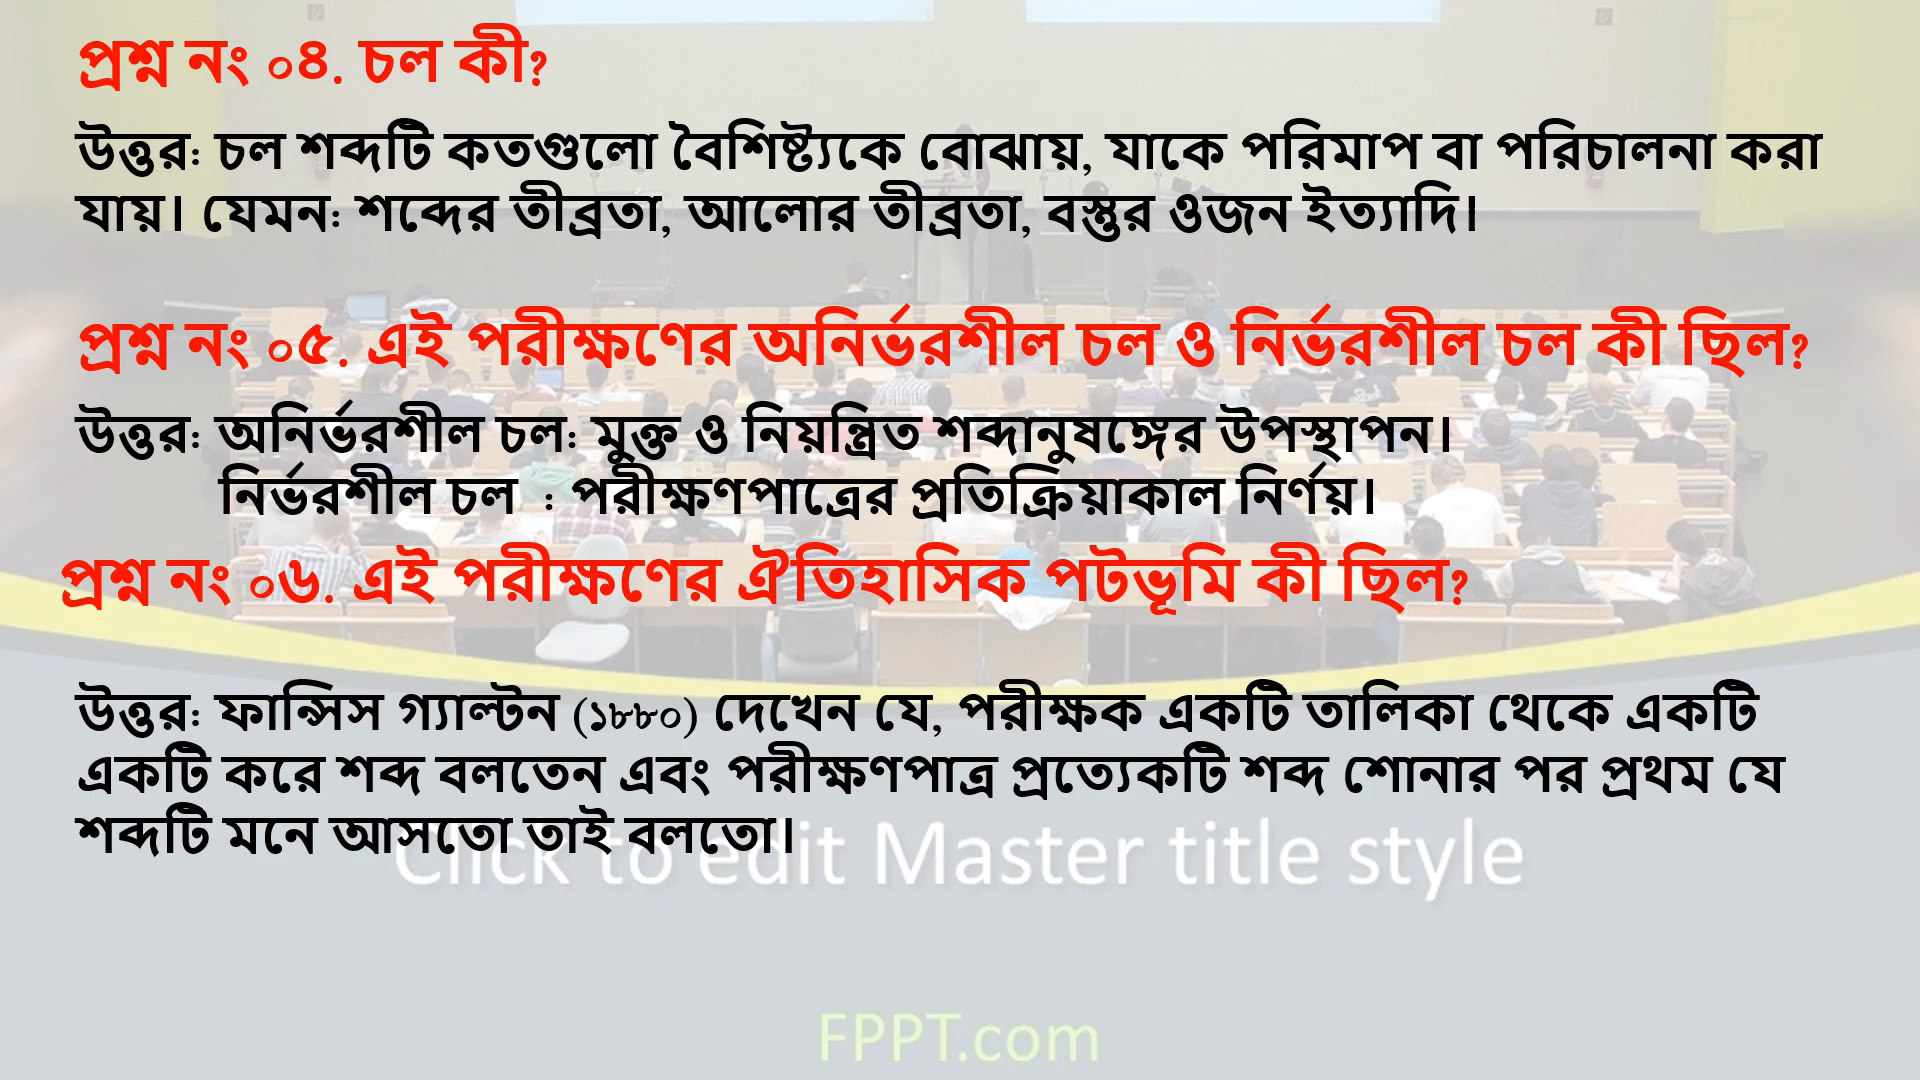 প্রশ্ন নং ০৪. চল কী?
উত্তরঃ চল শব্দটি কতগুলো বৈশিষ্ট্যকে বোঝায়, যাকে পরিমাপ বা পরিচালনা করা
যায়। যেমনঃ শব্দের তীব্রতা, আলোর তীব্রতা, বস্তুর ওজন ইত্যাদি।
প্রশ্ন নং ০৫. এই পরীক্ষণের অনির্ভরশীল চল ও নির্ভরশীল চল কী ছিল?
উত্তরঃ অনির্ভরশীল চলঃ মুক্ত ও নিয়ন্ত্রিত শব্দানুষঙ্গের উপস্থাপন।
নির্ভরশীল চল : পরীক্ষণপাত্রের প্রতিক্রিয়াকাল নির্ণয়।
প্রশ্ন নং ০৬. এই পরীক্ষণের ঐতিহাসিক পটভূমি কী ছিল?
উত্তরঃ ফান্সিস গ্যাল্টন (১৮৮০) দেখেন যে, পরীক্ষক একটি তালিকা থেকে একটি
একটি করে শব্দ বলতেন এবং পরীক্ষণপাত্র প্রত্যেকটি শব্দ শোনার পর প্রথম যে
শব্দটি মনে আসতো তাই বলতো।
Click to edit Master title style
FPPT.com